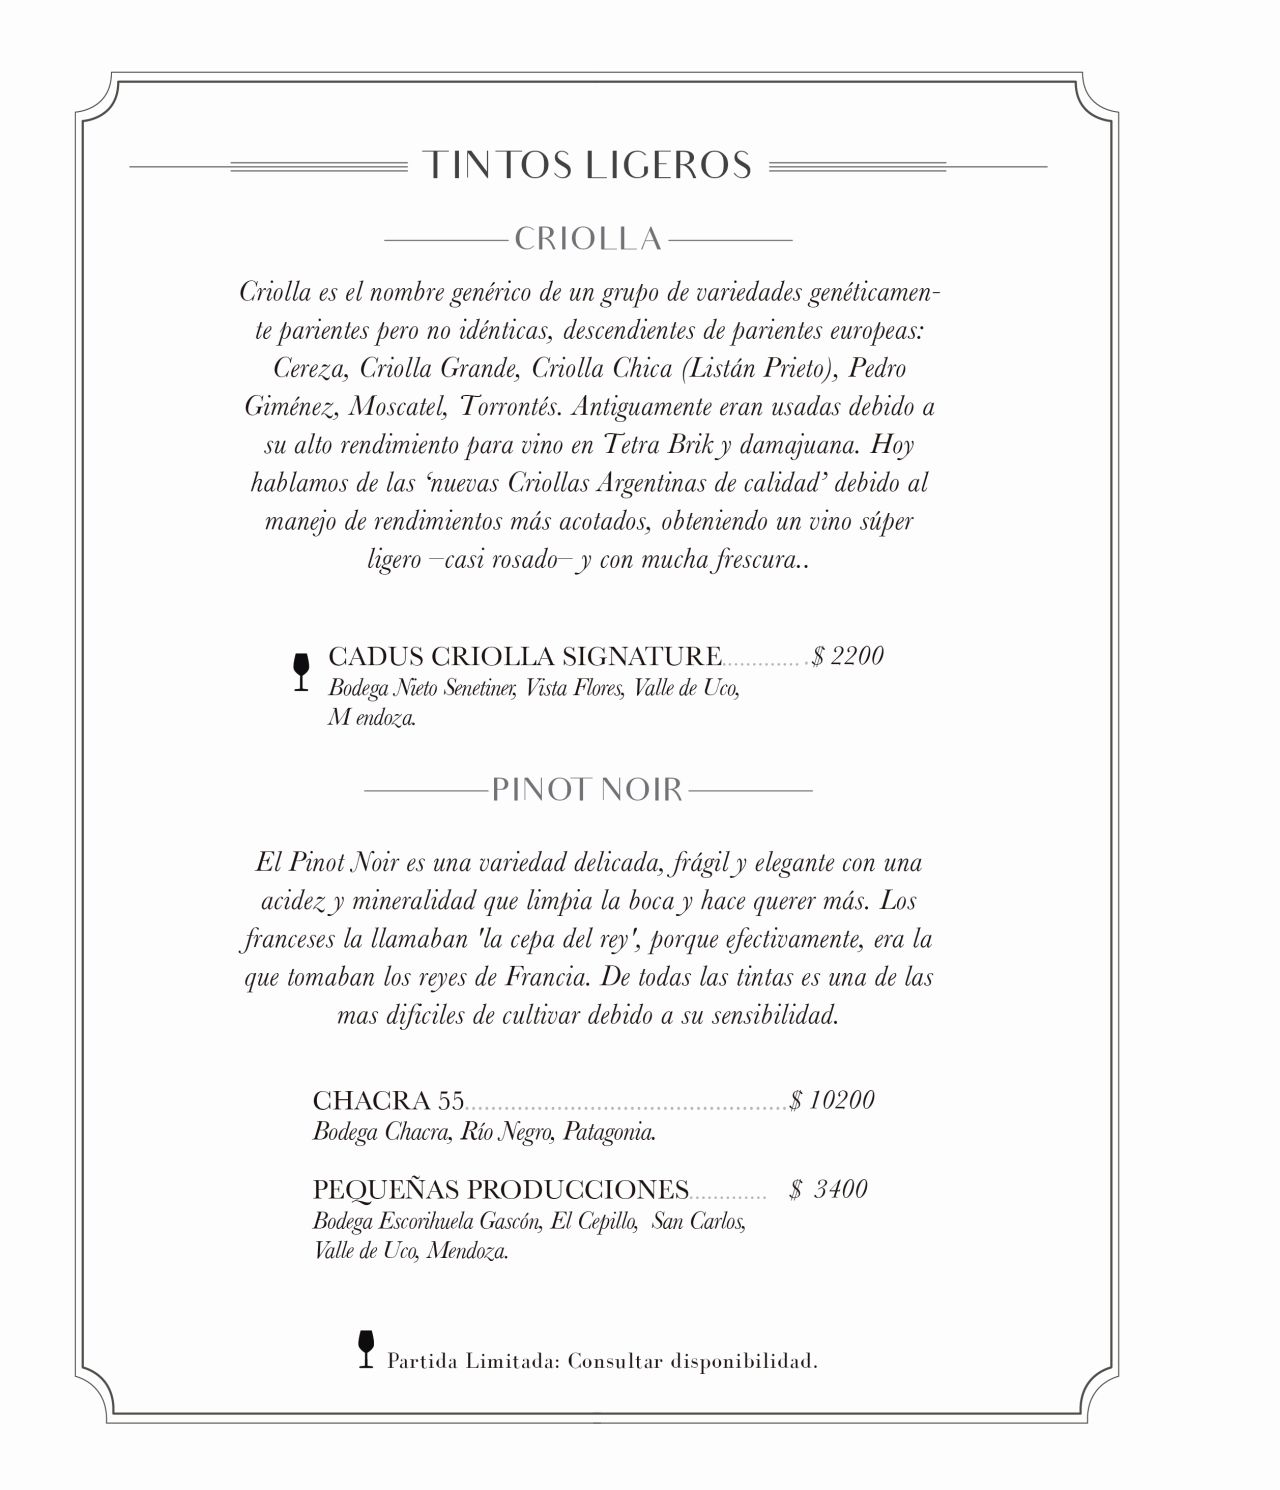 TINTOS LIGEROS
CRIOLLA
Criolla es el nombre genérico de un grupo de variedades genéticamen-
te parientes pero no idénticas, descendientes de parientes europeas:
Cereza, Criolla Grande, Criolla Chica (Listán Prieto), Pedro
Giménez, Moscatel, Torrontés. Antiguamente eran usadas debido a
su alto rendimiento para vino en Tetra Brik y damajuana. Hoy
hablamos de las ‘nuevas Criollas Argentinas de calidad’ debido al
manejo de rendimientos más acotados, obteniendo un vino súper
ligero –casi rosado– y con mucha frescura..
CADUS CRIOLLA SIGNATURE..............$ 2200
Bodega Nieto Senetiner, Vista Flores, Valle de Uco,
M endoza.
PINOT NOIR
El Pinot Noir es una variedad delicada, frágil y elegante con una
acidez y mineralidad que limpia la boca y hace querer más. Los
franceses la llamaban 'la cepa del rey', porque efectivamente, era la
que tomaban los reyes de Francia. De todas las tintas es una de las
mas dificiles de cultivar debido a su sensibilidad.
CHACRA 55..................................................$ 10200
Bodega Chacra, Río Negro, Patagonia.
PEQUEÑAS PRODUCCIONES............ $ 3400
Bodega Escorihuela Gascón, El Cepillo, San Carlos,
Valle de Uco, Mendoza.
Partida Limitada: Consultar disponibilidad.